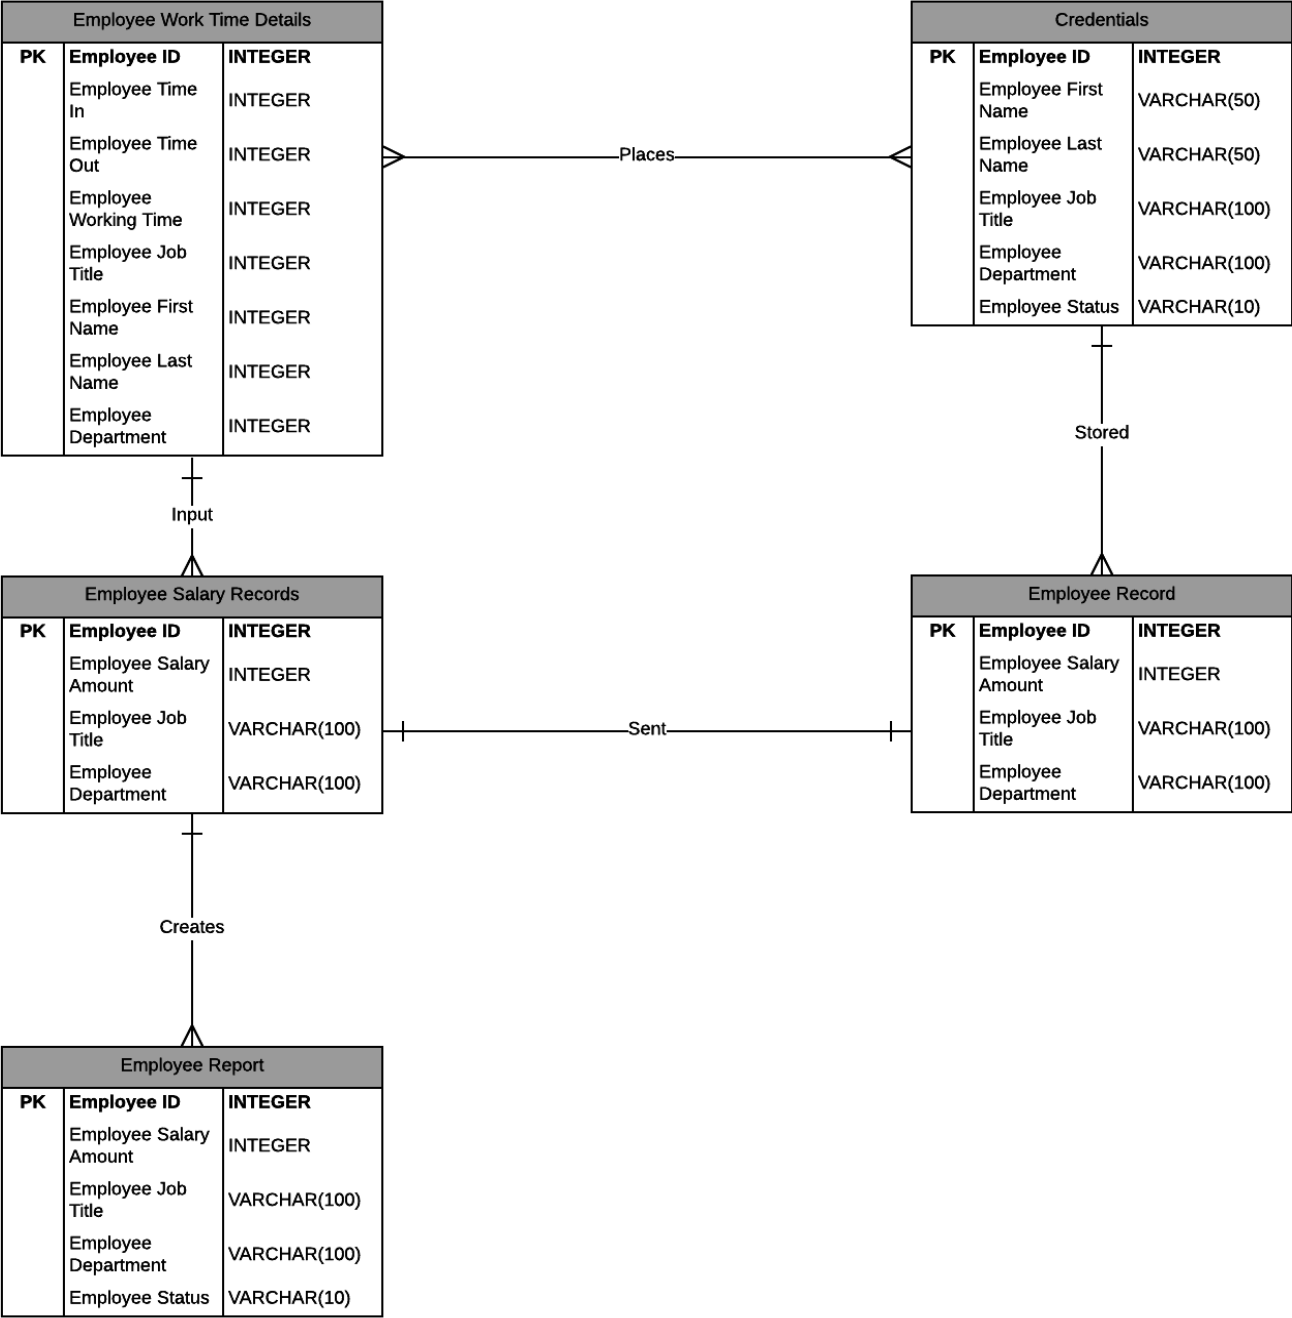 Employee Work Time Details
PK Employee ID INTEGER
Employee Time
In
INTEGER
Employee Time
Out
INTEGER
Employee
Working Time
INTEGER
Employee Job
Title
INTEGER
Employee First
Name
INTEGER
Employee Last
Name
INTEGER
Employee
Department
INTEGER
Places
Credentials
PK Employee ID INTEGER
Employee First
Name
VARCHAR(50)
Employee Last
Name
VARCHAR(50)
Employee Job
Title
VARCHAR(100)
Employee
Department
VARCHAR(100)
Employee Status VARCHAR(10)
Input
Stored
Employee Salary Records
PK Employee ID INTEGER
Employee Salary
Amount
INTEGER
Employee Job
Title
VARCHAR(100)
Employee
Department
VARCHAR(100)
Sent
Employee Record
PK Employee ID INTEGER
Employee Salary
Amount
INTEGER
Employee Job
Title
VARCHAR(100)
Employee
Department
VARCHAR(100)
Creates
Employee Report
PK Employee ID INTEGER
Employee Salary
Amount
INTEGER
Employee Job
Title
VARCHAR(100)
Employee
Department
VARCHAR(100)
Employee Status VARCHAR(10)